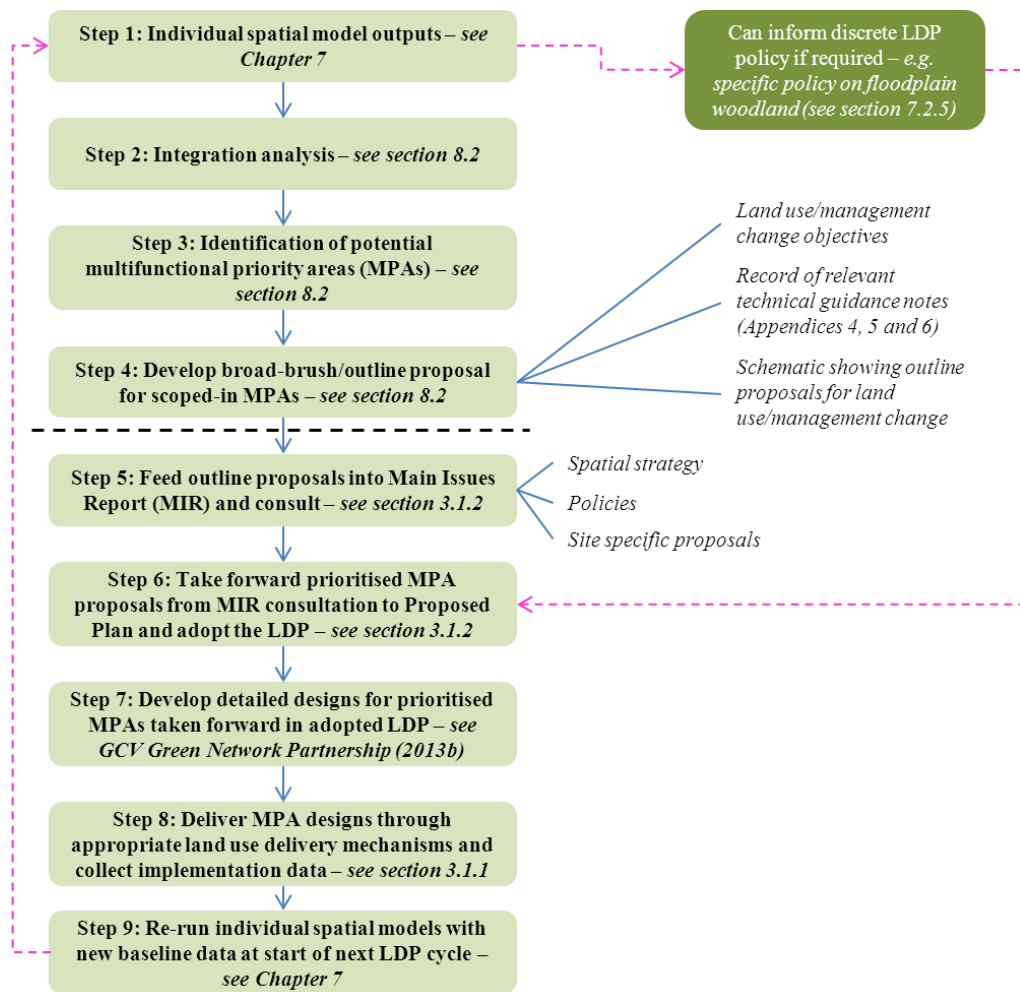 Step 1: Individual spatial model outputs – see
Chapter 7
Can inform discrete LDP
policy if required – e.g.
specific policy on floodplain
woodland (see section 7.2.5)
Step 2: Integration analysis – see section 8.2
Step 3: Identification of potential
multifunctional priority areas (MPAs) – see
section 8.2
Step 4: Develop broad-brush/outline proposal
for scoped-in MPAs – see section 8.2
Land use/management
change objectives
Record of relevant
technical guidance notes
(Appendices 4, 5 and 6)
Schematic showing outline
proposals for land
use/management change
Step 5: Feed outline proposals into Main Issues
Report (MIR) and consult – see section 3.1.2
Spatial strategy
Policies
Site specific proposals
Step 6: Take forward prioritised MPA
proposals from MIR consultation to Proposed
Plan and adopt the LDP – see section 3.1.2
Step 7: Develop detailed designs for prioritised
MPAs taken forward in adopted LDP – see
GCV Green Network Partnership (2013b)
Step 8: Deliver MPA designs through
appropriate land use delivery mechanisms and
collect implementation data – see section 3.1.1
Step 9: Re-run individual spatial models with
new baseline data at start of next LDP cycle –
see Chapter 7